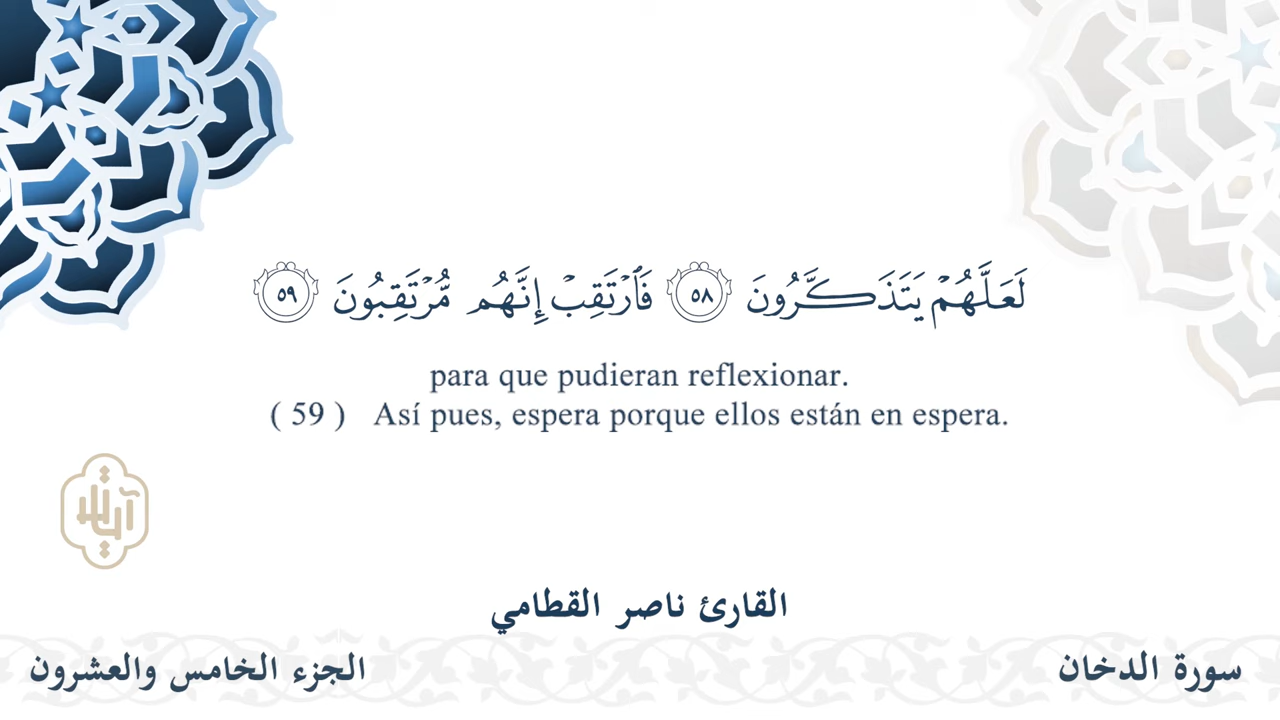 لَعَلَّهُمْ يَتَذَكَّرُونَ ٥٨ فَٱرْتَقِبْ إِنَّهُم مُّرْتَقِبُونَ ٥٩
para que pudieran reflexionar.
( 59 ) Así pues, espera porque ellos están en espera.
القارئ ناصر القطامي
سورة الدخان
الجزء الخامس والعشرون